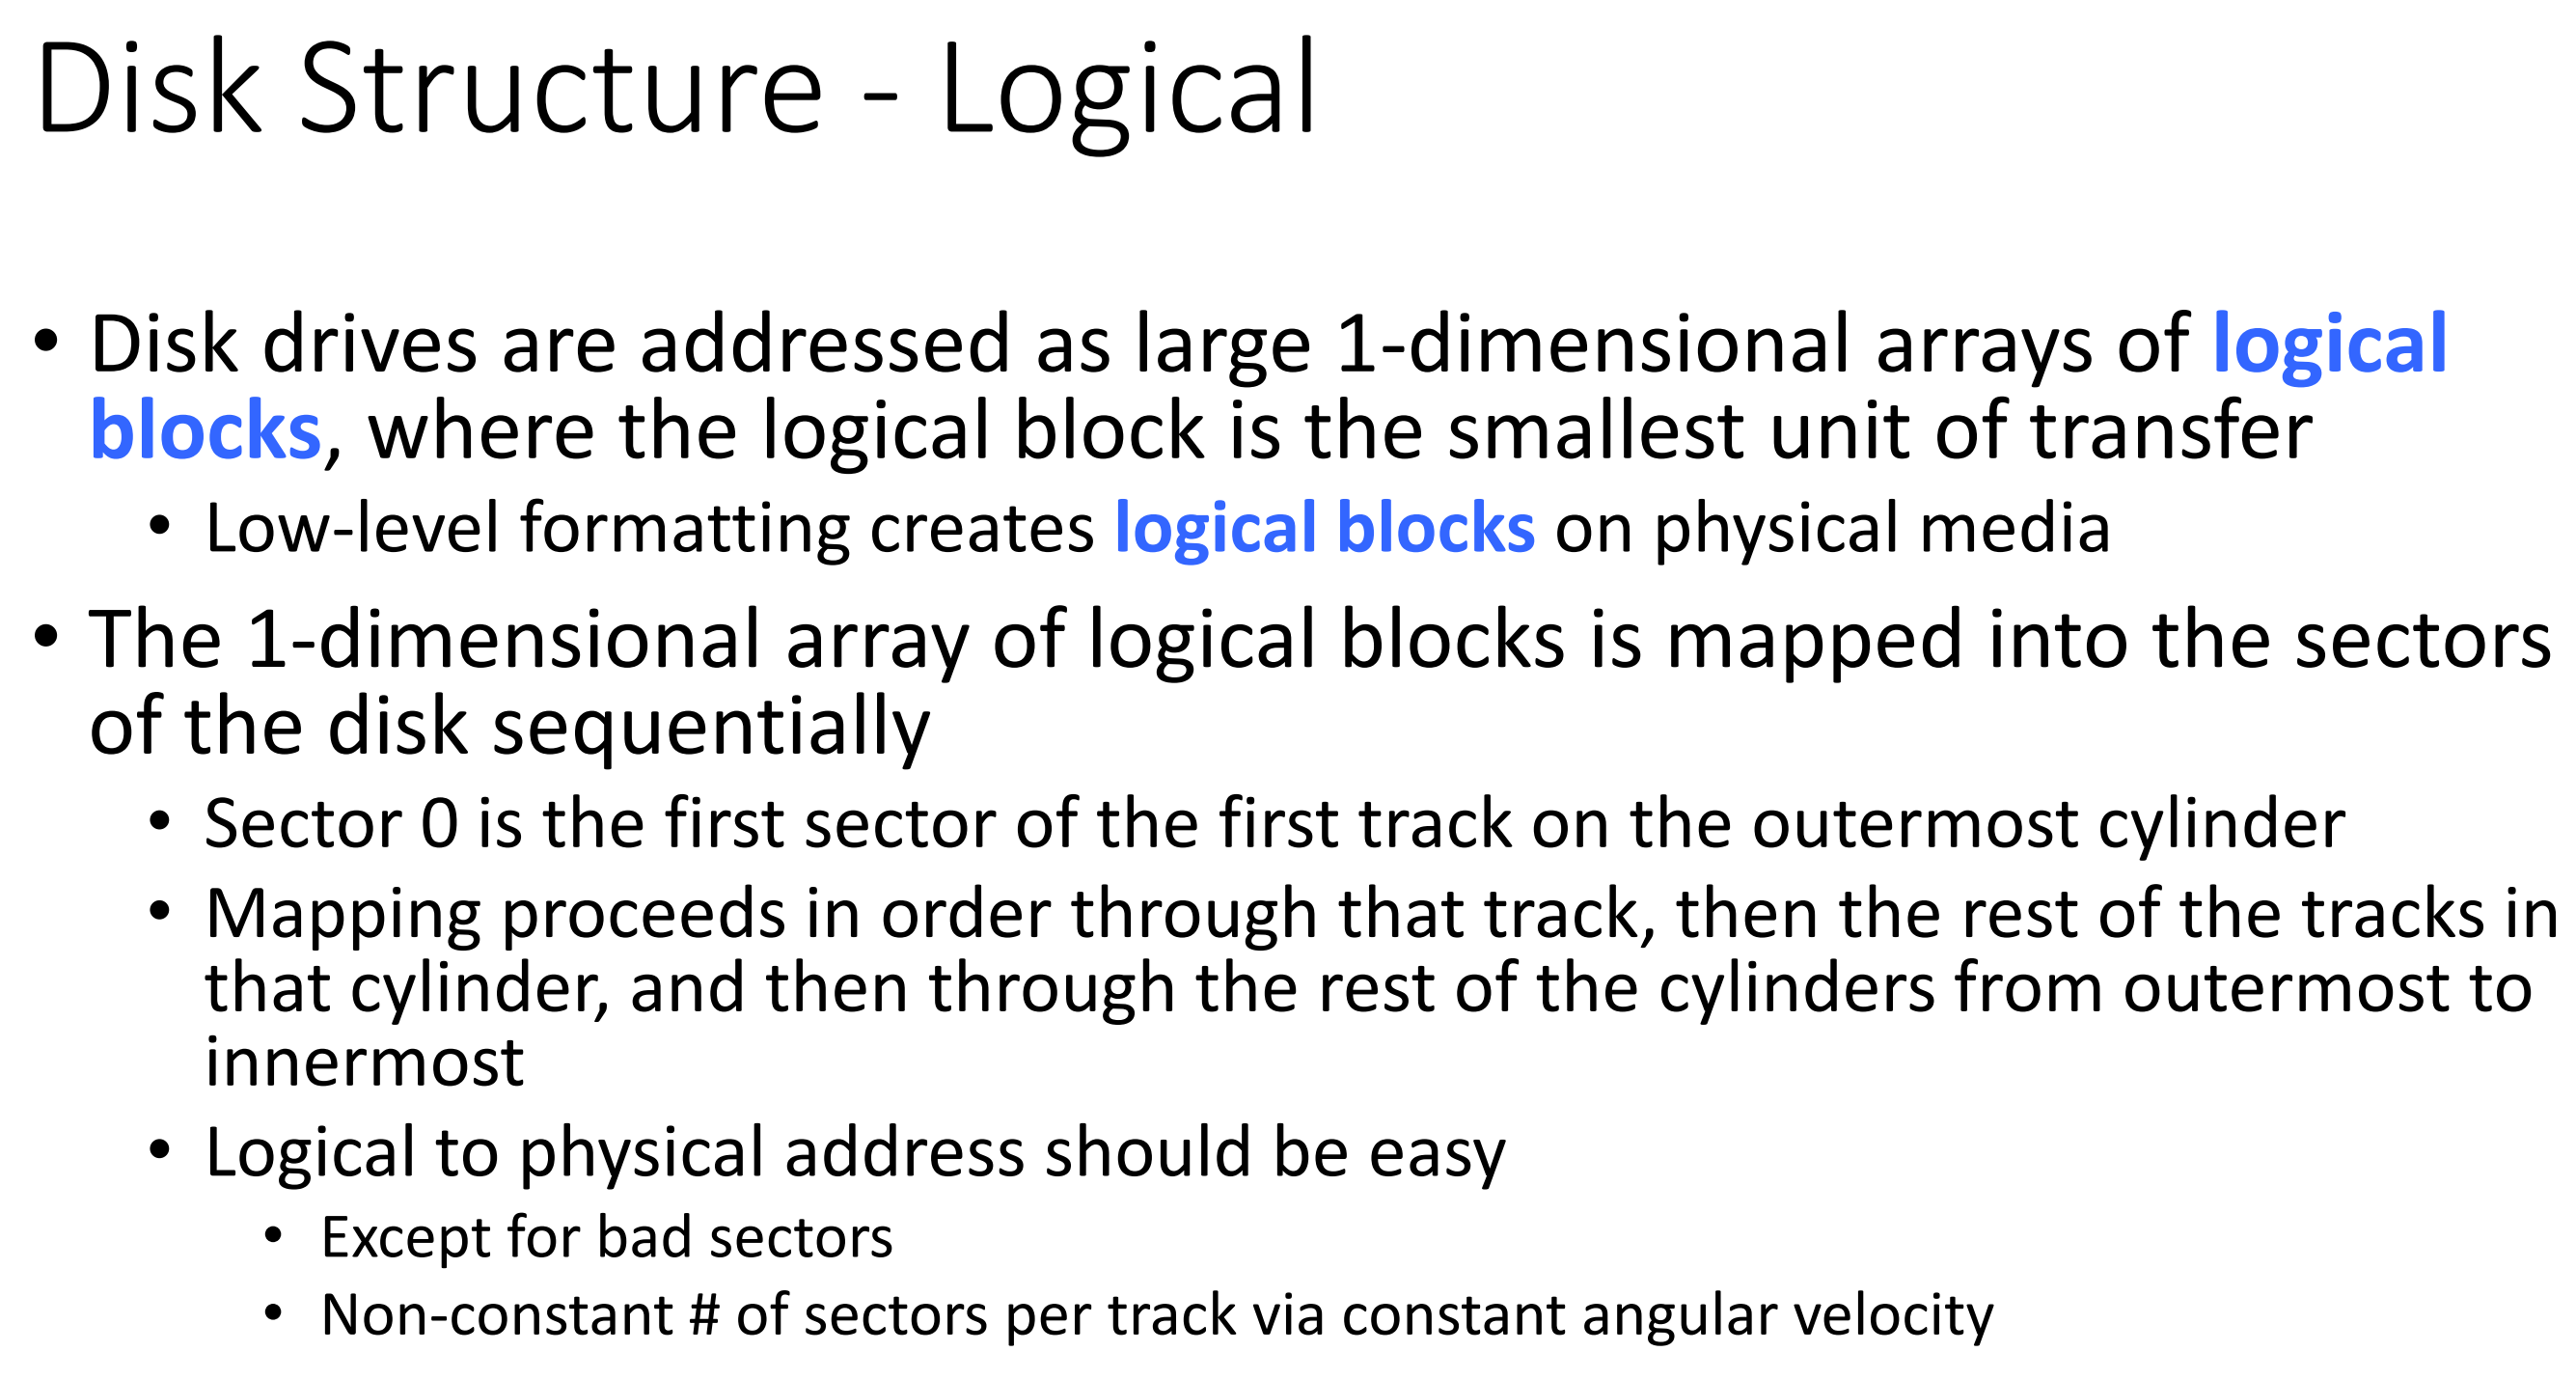 Disk Structure - Logical
• Disk drives are addressed as large 1-dimensional arrays of logical
blocks, where the logical block is the smallest unit of transfer
• Low-level formatting creates logical blocks on physical media
• The 1-dimensional array of logical blocks is mapped into the sectors
of the disk sequentially
• Sector 0 is the first sector of the first track on the outermost cylinder
• Mapping proceeds in order through that track, then the rest of the tracks in
that cylinder, and then through the rest of the cylinders from outermost to
innermost
• Logical to physical address should be easy
• Except for bad sectors
• Non-constant # of sectors per track via constant angular velocity